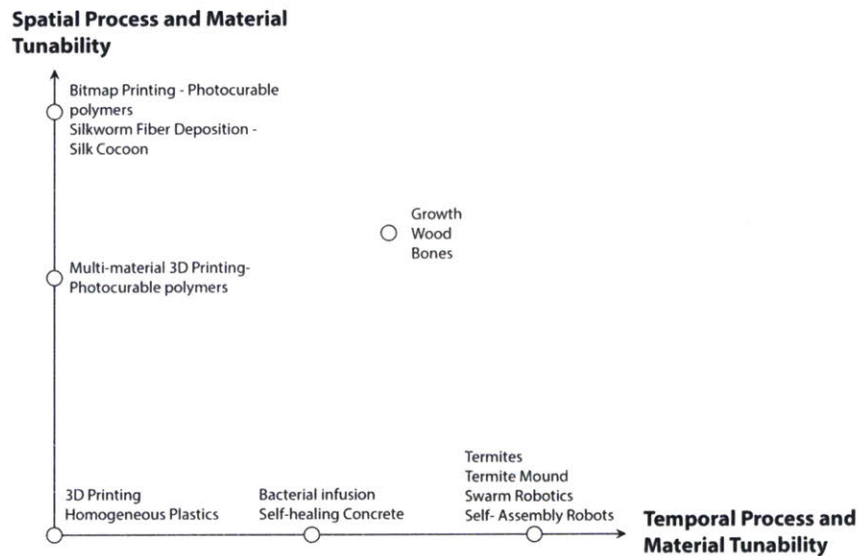 Spatial Process and Material
Tunability
Bitmap Printing - Photocurable
polymers
Silkworm Fiber Deposition -
Silk Cocoon
Growth
Wood
Bones
Multi-material 3D Printing-
Photocurable polymers
Termites
Termite Mound
Swarm Robotics
Self- Assembly Robots
3D Printing
Homogeneous Plastics
Bacterial infusion
Self-healing Concrete
Temporal Process and
Material Tunability